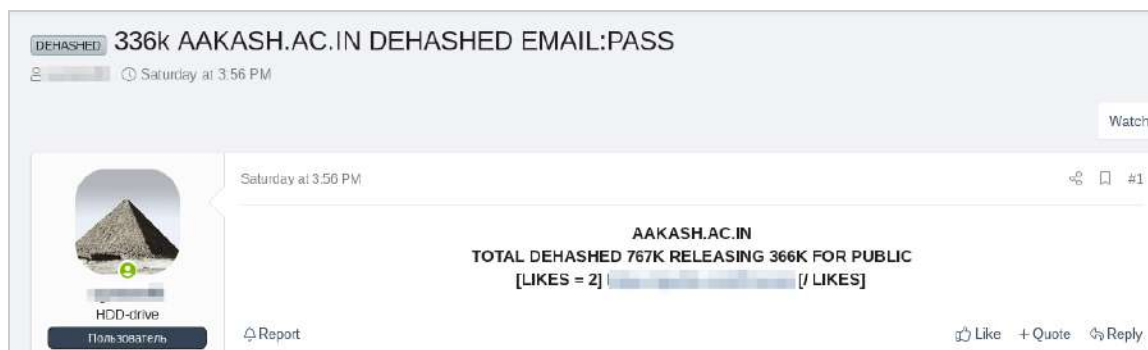 DEHASHED 336k AAKASH.AC.IN DEHASHED EMAIL:PASS
Saturday at 3:56 PM
Watch
Saturday at 3:56 PM #1
AAKASH.AC.IN
TOTAL DEHASHED 767K RELEASING 366K FOR PUBLIC
[LIKES = 2] [/ LIKES]
HDD-drive
Пользователь
Report Like + Quote Reply